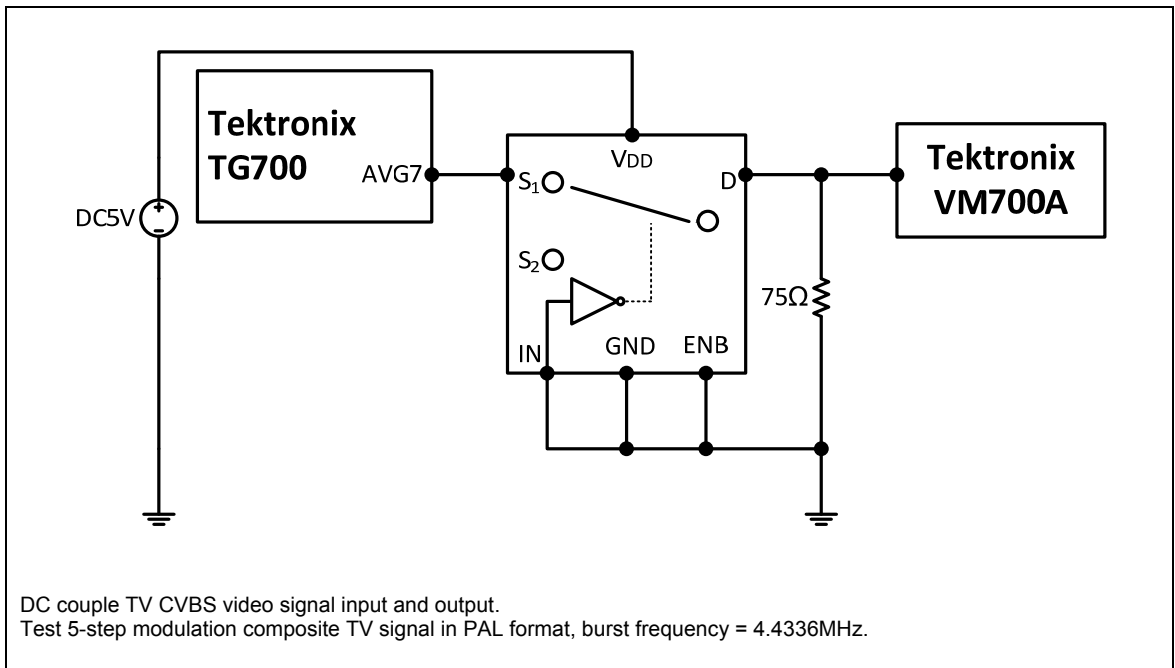 Tektronix
TG700
AVG7
DC5V
+
-
VDD
S1
D
S2
IN
GND
ENB
75Ω
Tektronix
VM700A
DC couple TV CVBS video signal input and output.
Test 5-step modulation composite TV signal in PAL format, burst frequency = 4.4336MHz.